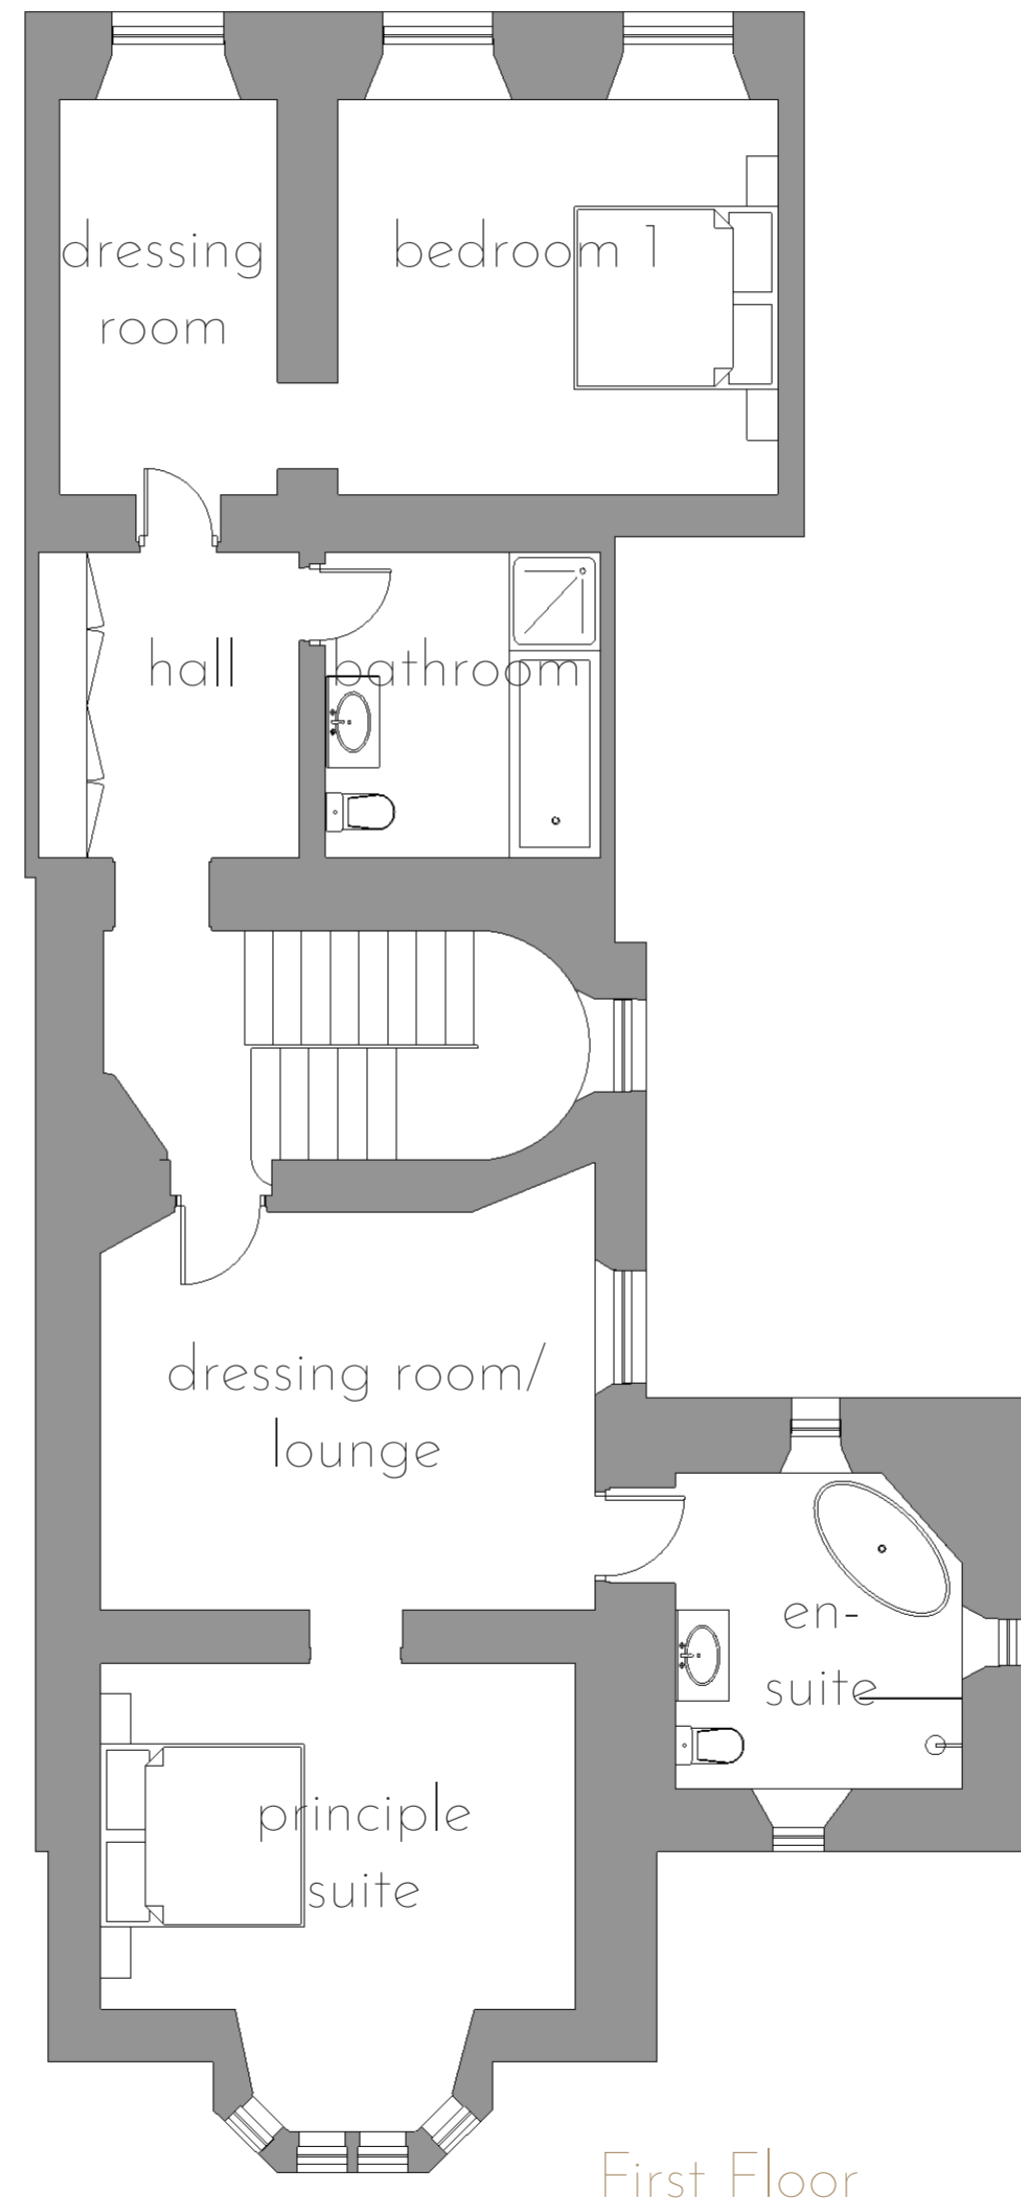 dressing
room
bedroom 1
hall
bathroom
dressing room/
lounge
en-
suite
principle
suite
First Floor